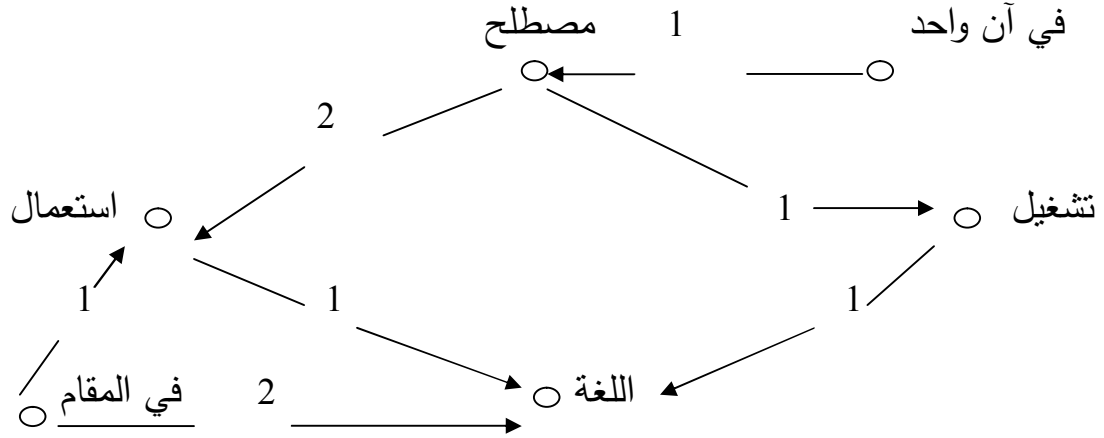 في آن واحد 1 مصطلح
2
استعمال
1 تشغيل
1 1 1
اللغة
في المقام 2